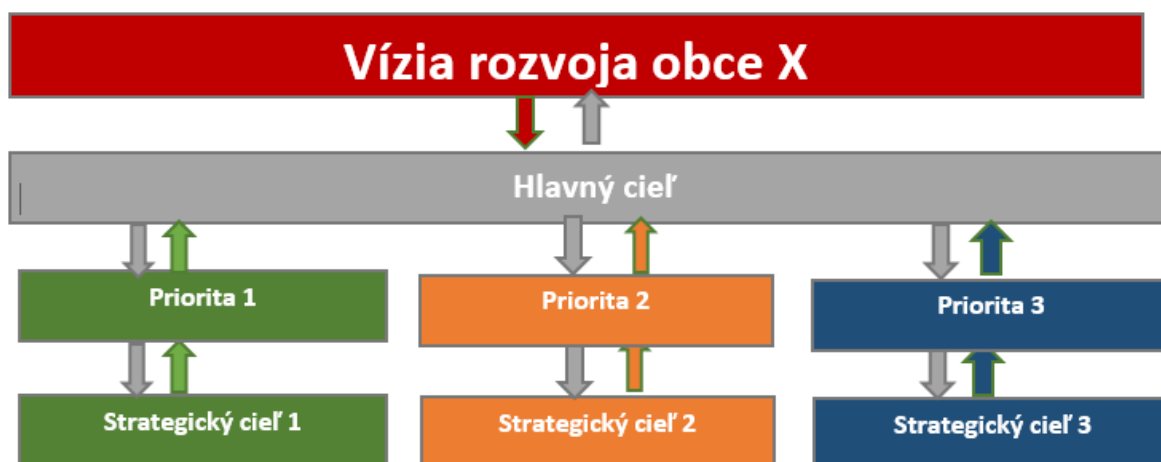 Vízia rozvoja obce X
Hlavný cieľ
Priorita 1
Priorita 2
Priorita 3
Strategický cieľ 1
Strategický cieľ 2
Strategický cieľ 3